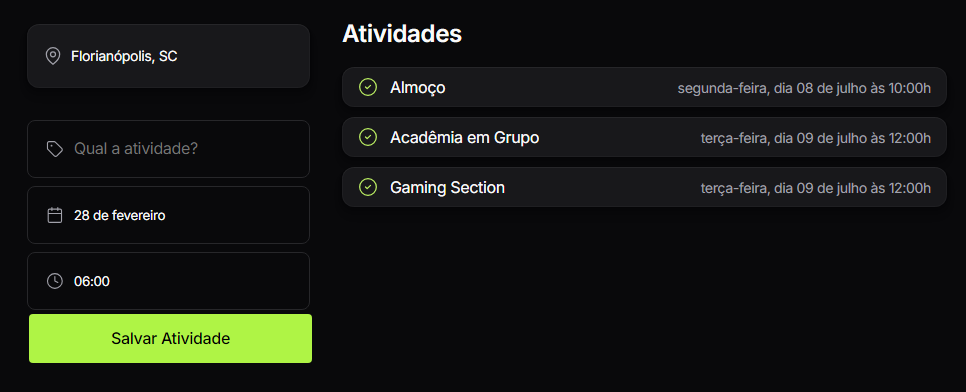 Florianópolis, SC
Qual a atividade?
28 de fevereiro
06:00
Salvar Atividade
Atividades
Almoço segunda-feira, dia 08 de julho às 10:00h
Acadêmia em Grupo terça-feira, dia 09 de julho às 12:00h
Gaming Section terça-feira, dia 09 de julho às 12:00h